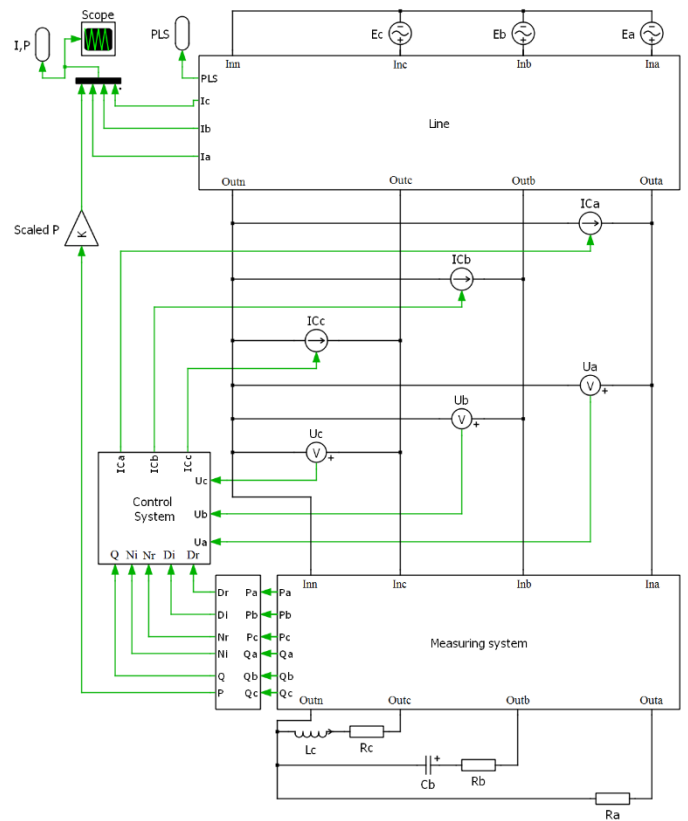 Scope
I,P
PLS
Ec
Eb
Ea
Inn
Inc
Inb
Ina
PLS
Ic
Line
Ib
Ia
Outn
Outc
Outb
Outa
ICa
Scaled P
K
ICb
ICc
Ua
V
+
Ub
V
+
Uc
V
+
ICa
ICb
ICc
Uc
Control
System
Ub
Ua
Q
Ni
Nr
Di
Dr
Inn
Inc
Inb
Ina
Dr
Pa
Pa
Di
Pb
Pb
Nr
Pc
Pc
Measuring system
Ni
Qa
Qa
Q
Qb
Qb
P
Qc
Qc
Outn
Outc
Outb
Outa
Lc
Rc
+
Cb
Rb
Ra